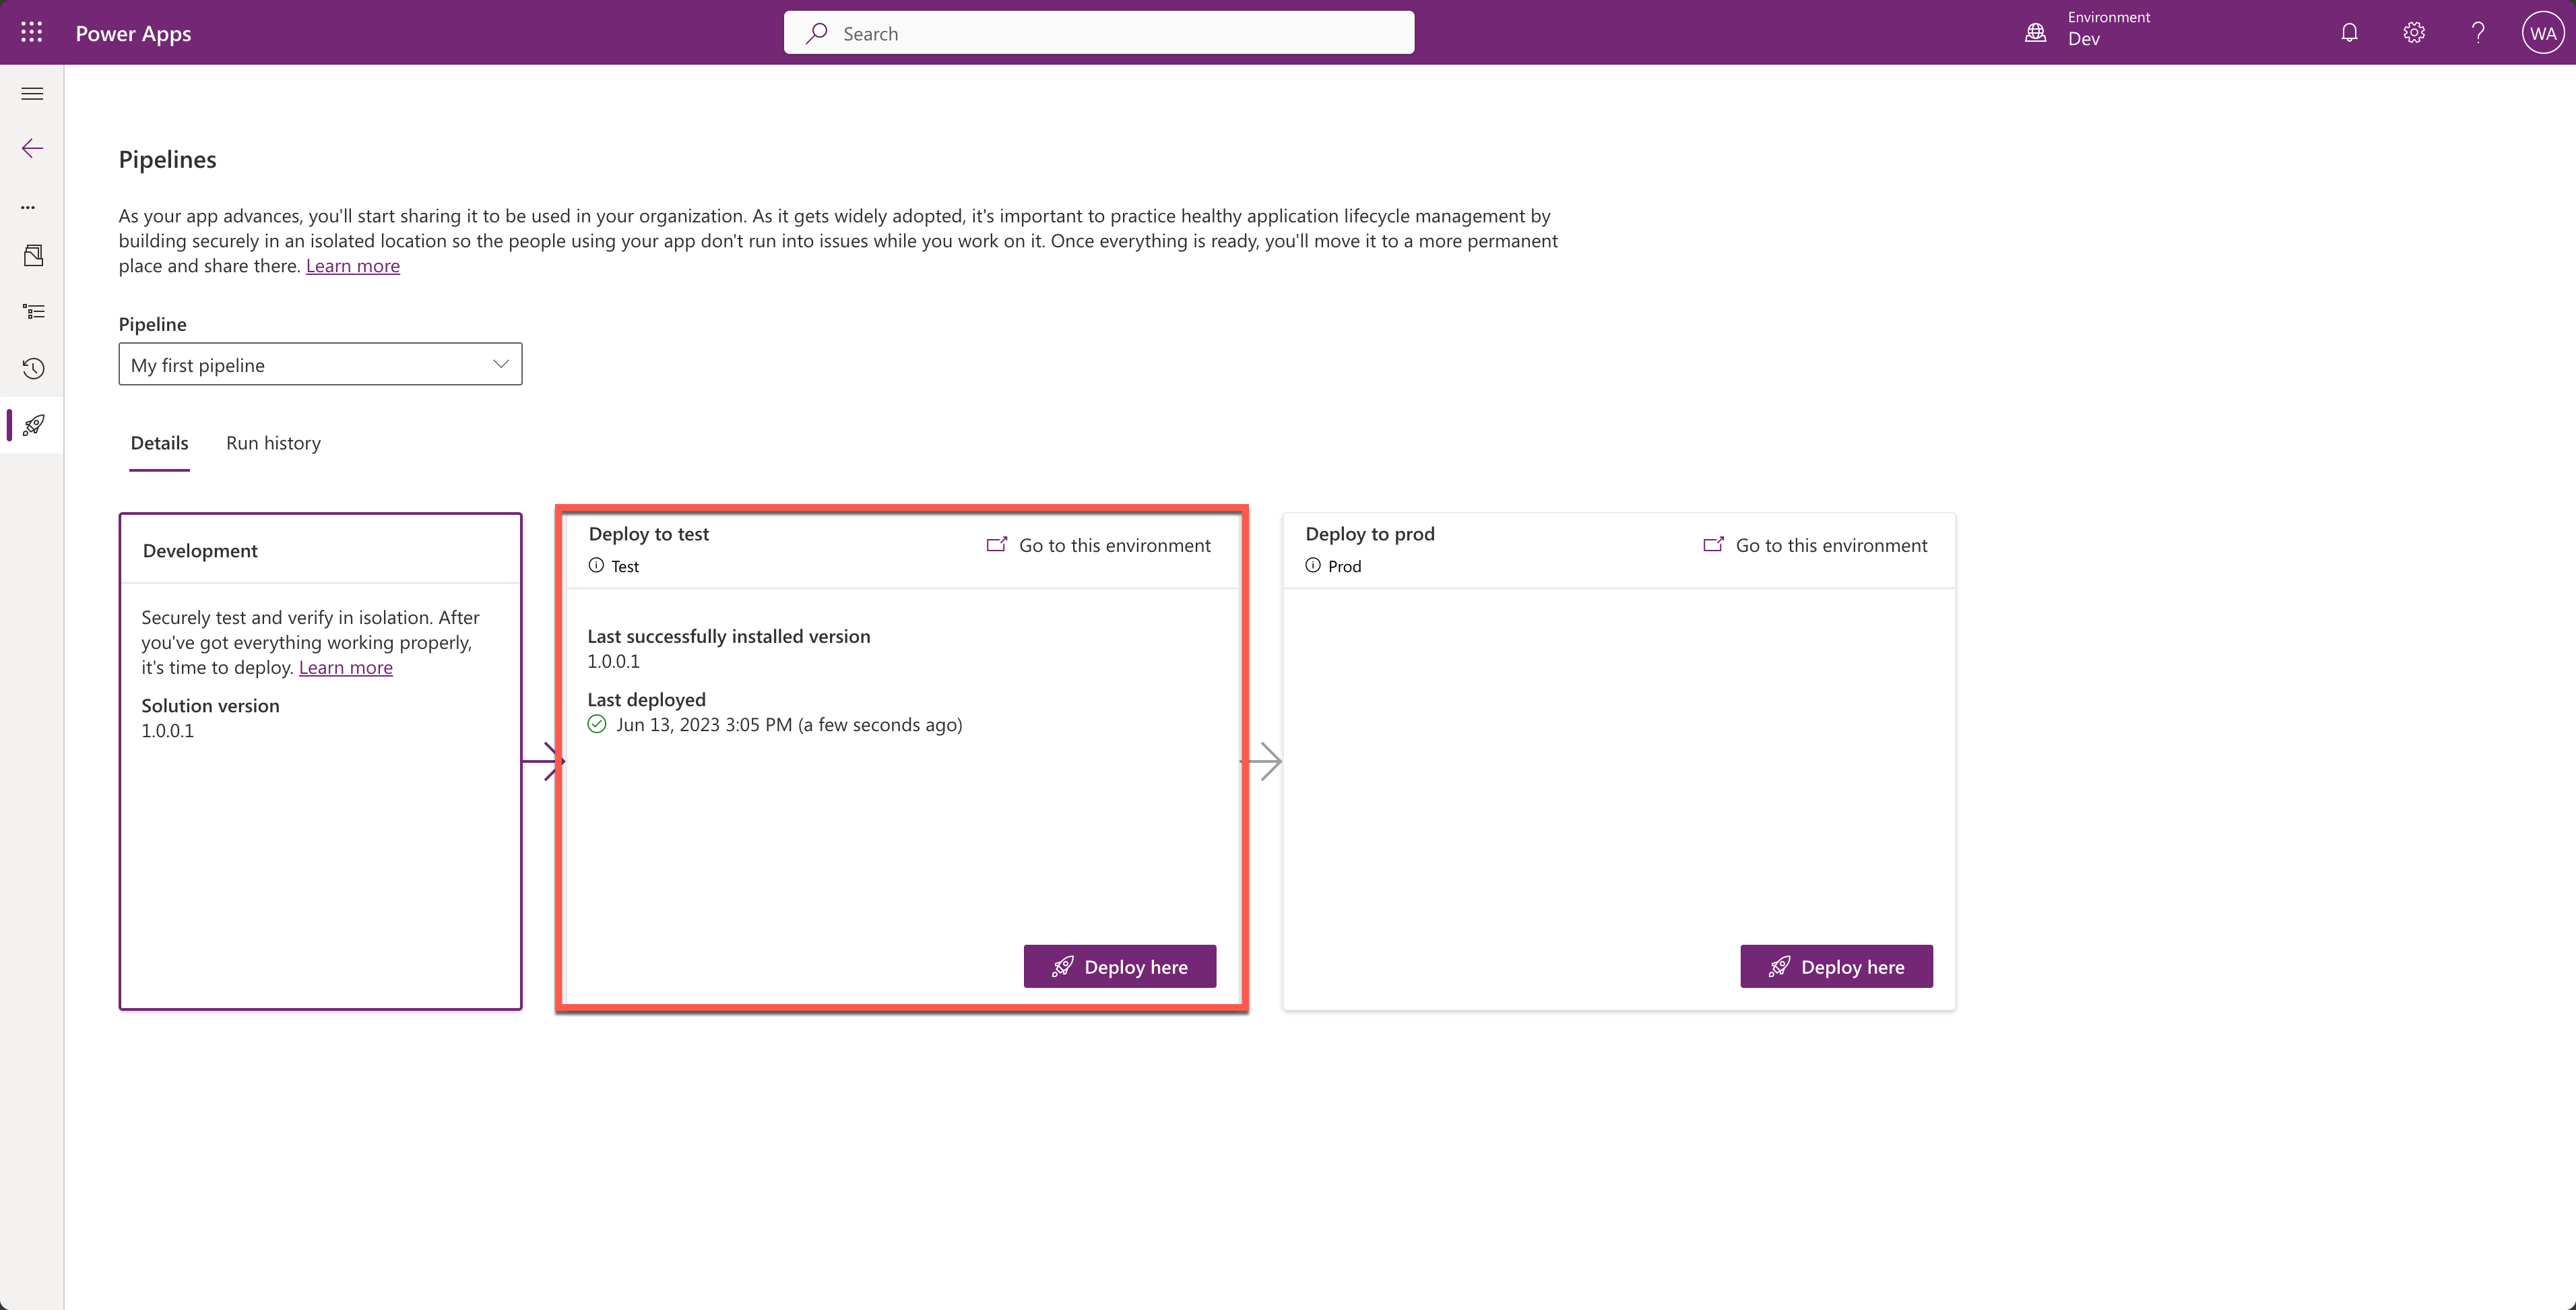 Power Apps
Search
Environment
Dev
WA
Pipelines
As your app advances, you'll start sharing it to be used in your organization. As it gets widely adopted, it's important to practice healthy application lifecycle management by
building securely in an isolated location so the people using your app don't run into issues while you work on it. Once everything is ready, you'll move it to a more permanent
place and share there. Learn more
Pipeline
My first pipeline
Details
Run history
Development
Securely test and verify in isolation. After
you've got everything working properly,
it's time to deploy. Learn more
Solution version
1.0.0.1
Deploy to test
Test
Go to this environment
Last successfully installed version
1.0.0.1
Last deployed
Jun 13, 2023 3:05 PM (a few seconds ago)
Deploy here
Deploy to prod
Prod
Go to this environment
Deploy here